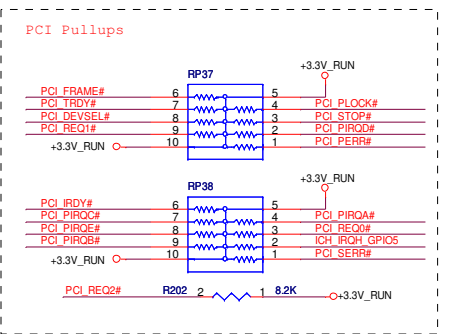 PCI Pullups
RP37
+3.3V_RUN
PCI_FRAME# 6 5
PCI_TRDY# 7 4 PCI_PLOCK#
PCI_DEVSEL# 8 3 PCI_STOP#
PCI_REQ1# 9 2 PCI_PIRQD#
+3.3V_RUN 10 1 PCI_PERR#
RP38
+3.3V_RUN
PCI_IRDY# 6 5
PCI_PIRQC# 7 4 PCI_PIRQA#
PCI_PIRQE# 8 3 PCI_REQ0#
PCI_PIRQB# 9 2 ICH_IRQH_GPIO5
+3.3V_RUN 10 1 PCI_SERR#
PCI_REQ2# R202 2 1 8.2K +3.3V_RUN